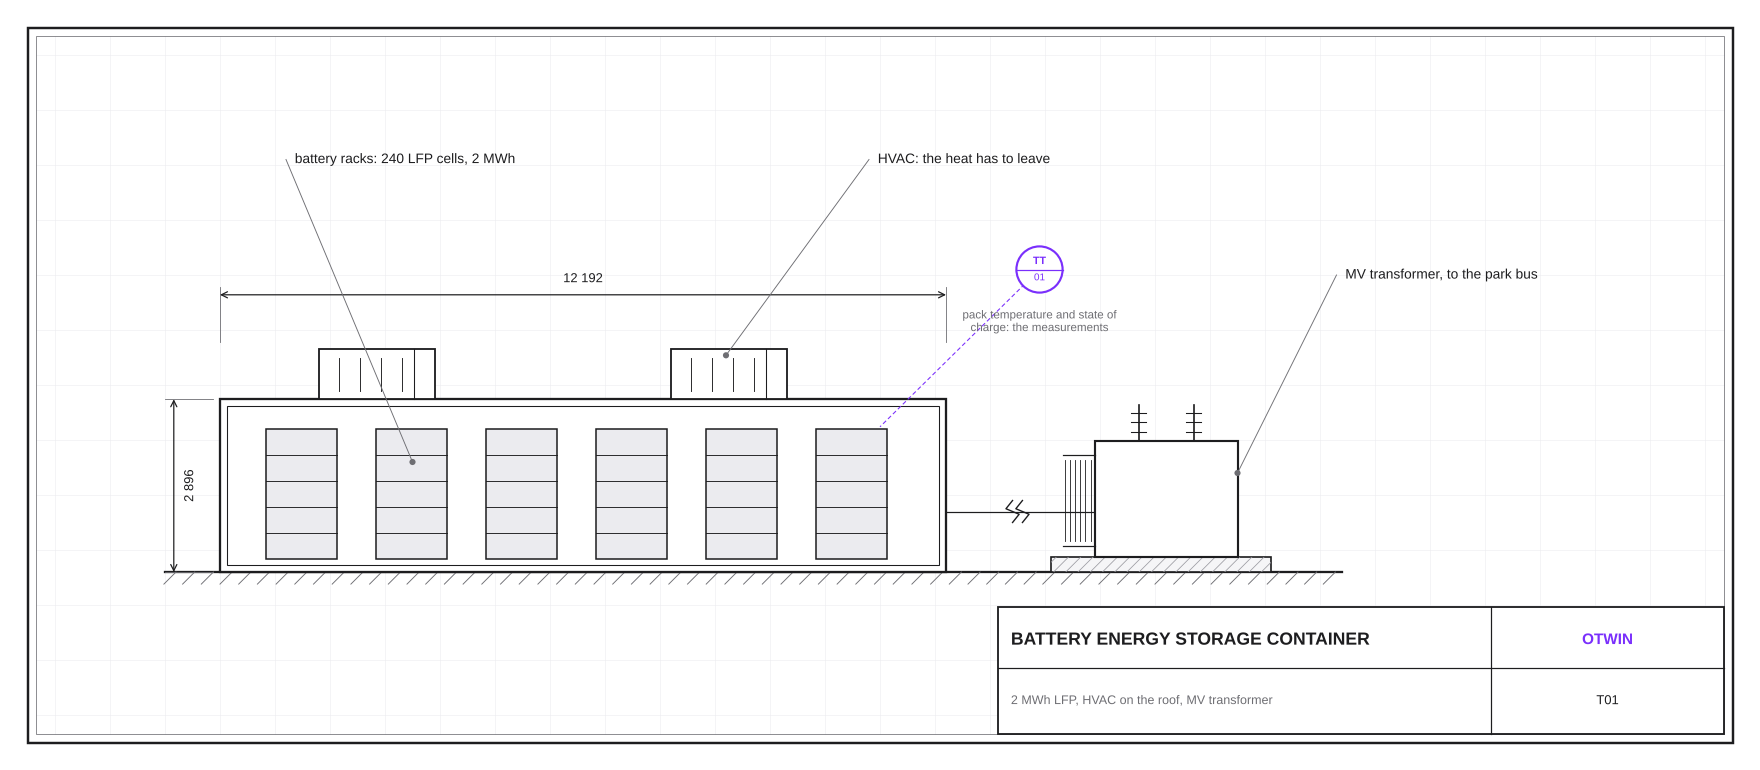 battery racks: 240 LFP cells, 2 MWh
HVAC: the heat has to leave
TT
01
12 192
MV transformer, to the park bus
pack temperature and state of
charge: the measurements
2 896
BATTERY ENERGY STORAGE CONTAINER
OTWIN
2 MWh LFP, HVAC on the roof, MV transformer
T01